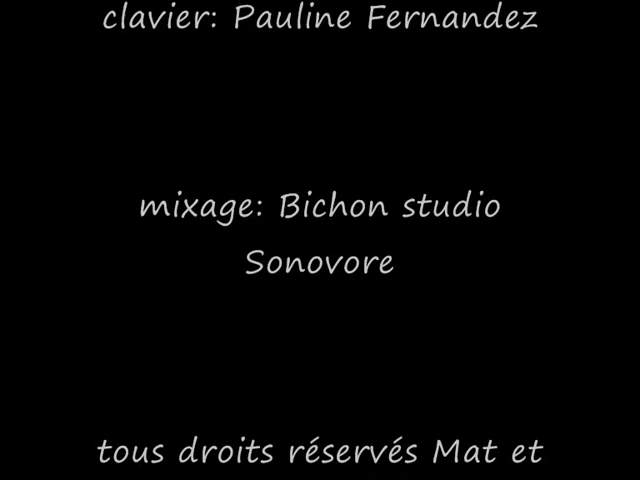 clavier: Pauline Fernandez
mixage: Bichon studio
Sonovore
tous droits réservés Mat et